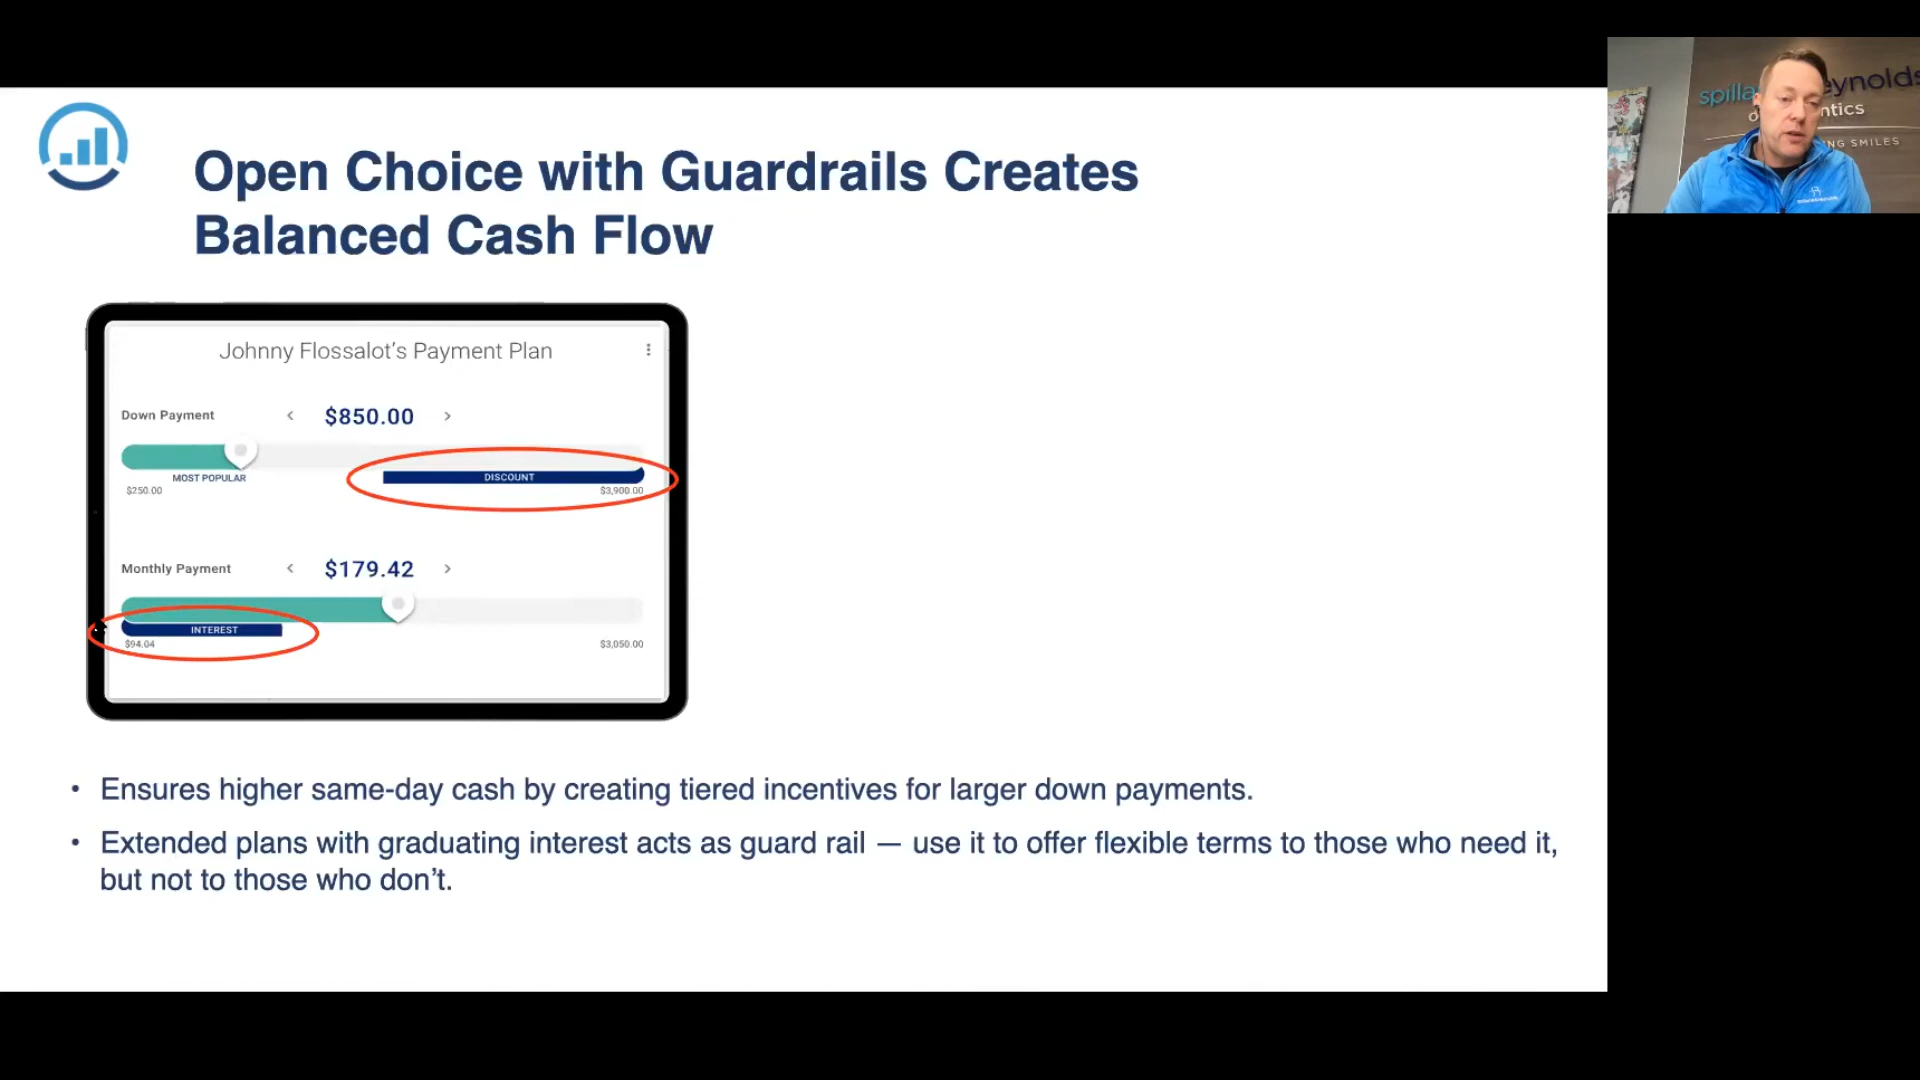 Open Choice with Guardrails Creates
Balanced Cash Flow
Johnny Flossalot’s Payment Plan
Down Payment
$850.00
MOST POPULAR
DISCOUNT
$250.00
$3,900.00
Monthly Payment
$179.42
INTEREST
$94.04
$3,050.00
• Ensures higher same-day cash by creating tiered incentives for larger down payments.
• Extended plans with graduating interest acts as guard rail — use it to offer flexible terms to those who need it,
but not to those who don’t.
spilla eynolds
o ntics
NG SMILES